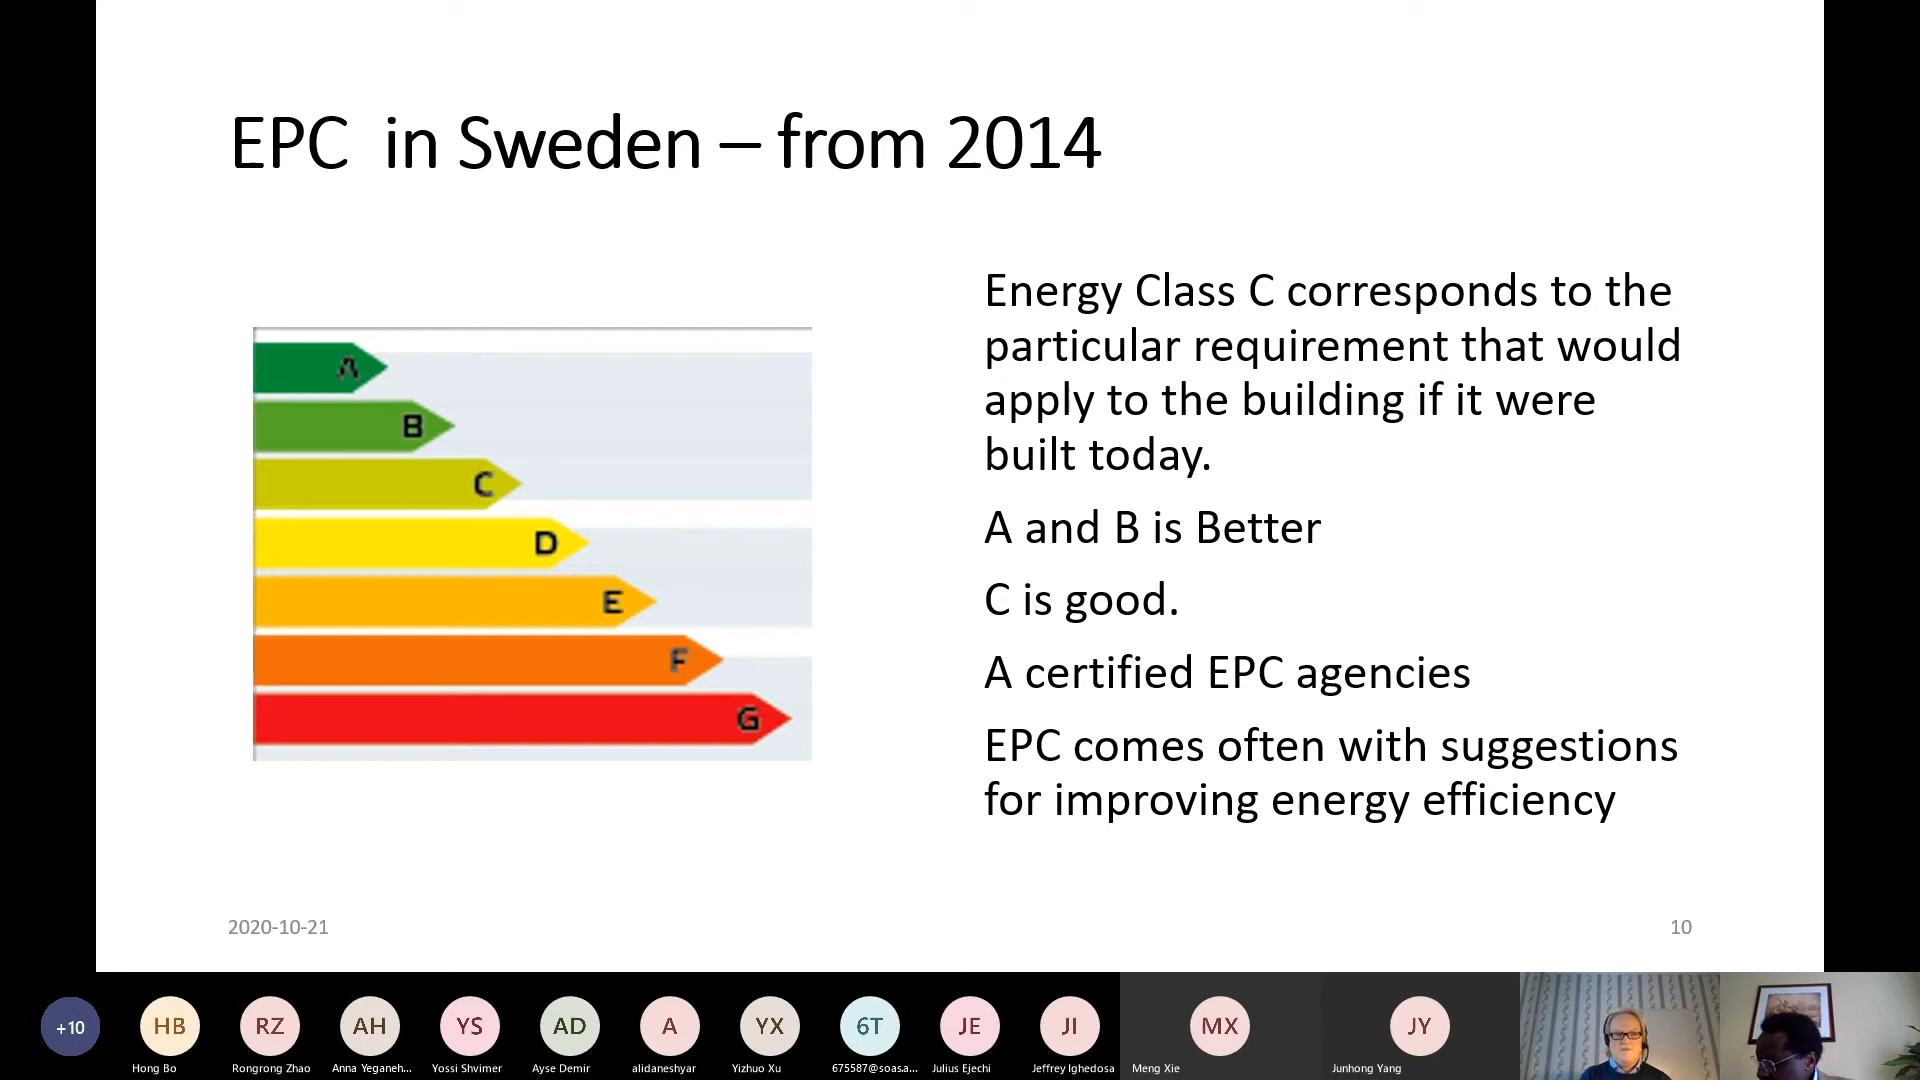 EPC in Sweden – from 2014
A
B
C
D
E
F
G
Energy Class C corresponds to the
particular requirement that would
apply to the building if it were
built today.
A and B is Better
C is good.
A certified EPC agencies
EPC comes often with suggestions
for improving energy efficiency
2020-10-21
10
+10
HB
RZ
AH
YS
AD
A
YX
6T
JE
JI
MX
JY
Hong Bo
Rongrong Zhao
Anna Yeganeh...
Yossi Shvimer
Ayse Demir
alidaneshyar
Yizhuo Xu
675587@soas.a...
Julius Ejechi
Jeffrey Ighedosa
Meng Xie
Junhong Yang